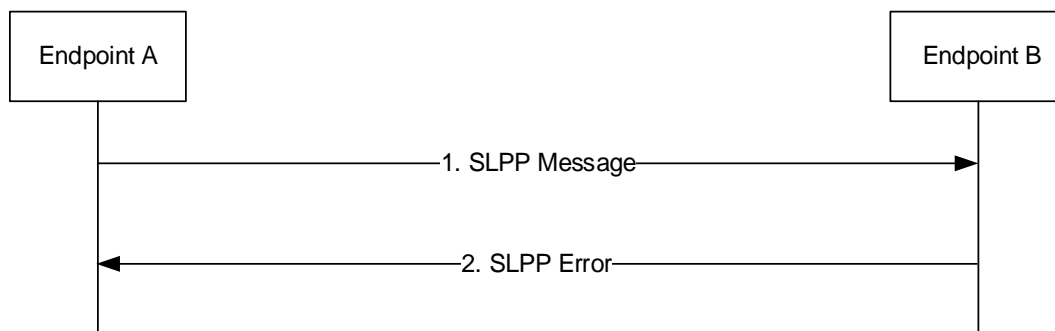 Endpoint A
Endpoint B
1. SLPP Message
2. SLPP Error